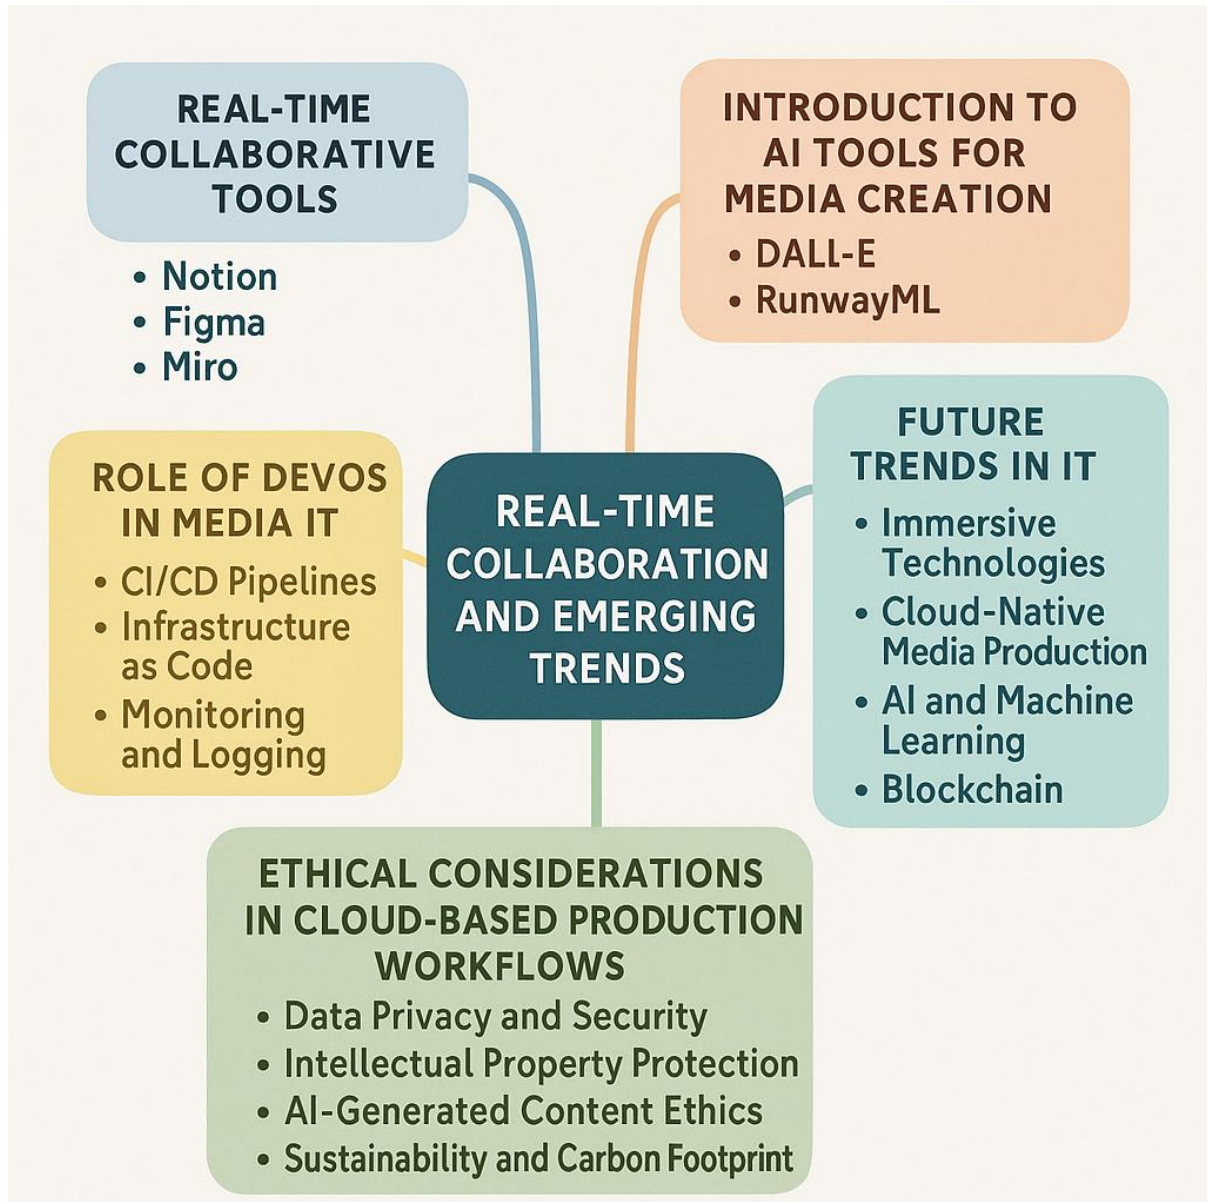 REAL-TIME
COLLABORATIVE
TOOLS
• Notion
• Figma
• Miro
INTRODUCTION TO
AI TOOLS FOR
MEDIA CREATION
• DALL-E
• RunwayML
ROLE OF DEVOS
IN MEDIA IT
• CI/CD Pipelines
• Infrastructure
as Code
• Monitoring
and Logging
REAL-TIME
COLLABORATION
AND EMERGING
TRENDS
FUTURE
TRENDS IN IT
• Immersive
Technologies
• Cloud-Native
Media Production
• AI and Machine
Learning
• Blockchain
ETHICAL CONSIDERATIONS
IN CLOUD-BASED PRODUCTION
WORKFLOWS
• Data Privacy and Security
• Intellectual Property Protection
• AI-Generated Content Ethics
• Sustainability and Carbon Footprint